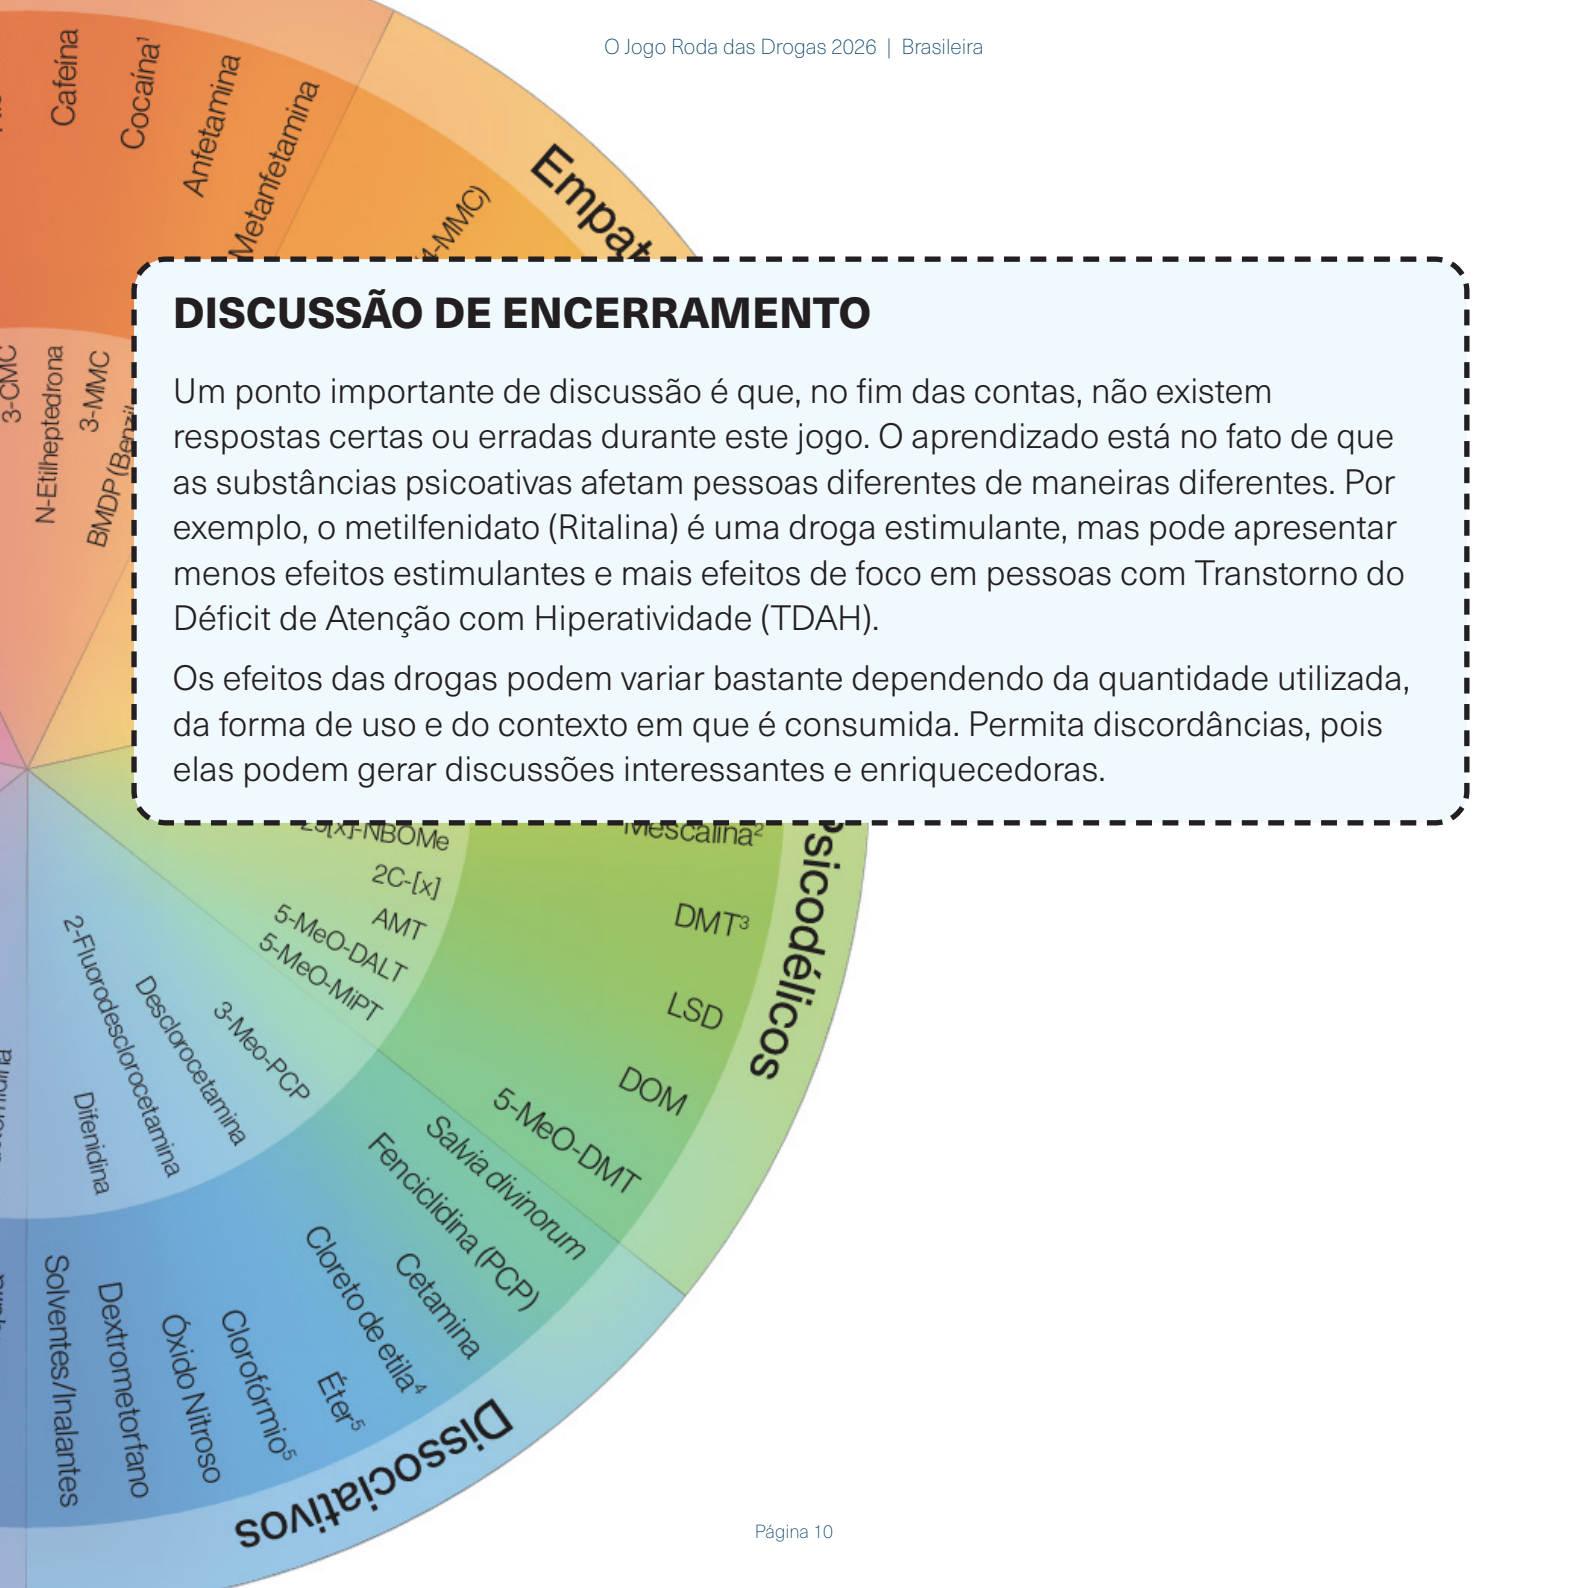 O Jogo Roda das Drogas 2026 | Brasileira
Cafeína
Cocaína¹
Anfetamina
Metanfetamina
3-CMC
N-Etilheptedrona
3-MMC
DISCUSSÃO DE ENCERRAMENTO
Um ponto importante de discussão é que, no fim das contas, não existem
respostas certas ou erradas durante este jogo. O aprendizado está no fato de que
as substâncias psicoativas afetam pessoas diferentes de maneiras diferentes. Por
exemplo, o metilfenidato (Ritalina) é uma droga estimulante, mas pode apresentar
menos efeitos estimulantes e mais efeitos de foco em pessoas com Transtorno do
Déficit de Atenção com Hiperatividade (TDAH).
Os efeitos das drogas podem variar bastante dependendo da quantidade utilizada,
da forma de uso e do contexto em que é consumida. Permita discordâncias, pois
elas podem gerar discussões interessantes e enriquecedoras.
Mescalina²
DMT³
LSD
DOM
5-MeO-DMT
Psicodélicos
25[x]-NBOMe
2C-[x]
AMT
5-MeO-DALT
5-MeO-MiPT
3-Meo-PCP
Desclorocetamina
2-Fluorodesclorocetamina
Difenidina
Salvia divinorum
Fenciclidina (PCP)
Cetamina
Cloreto de etila⁴
Éter⁵
Clorofórmio⁵
Óxido Nitroso
Dextrometorfano
Solventes/Inalantes
Dissociativos
Página 10